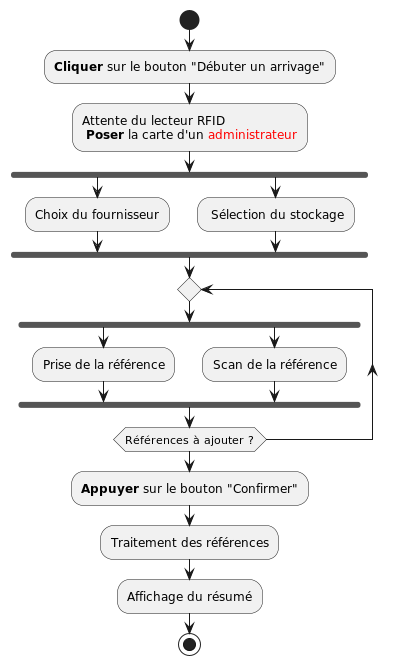 Cliquer sur le bouton "Débuter un arrivage"
Attente du lecteur RFID
Poser la carte d'un administrateur
Choix du fournisseur
Sélection du stockage
Prise de la référence
Scan de la référence
Références à ajouter ?
Appuyer sur le bouton "Confirmer"
Traitement des références
Affichage du résumé